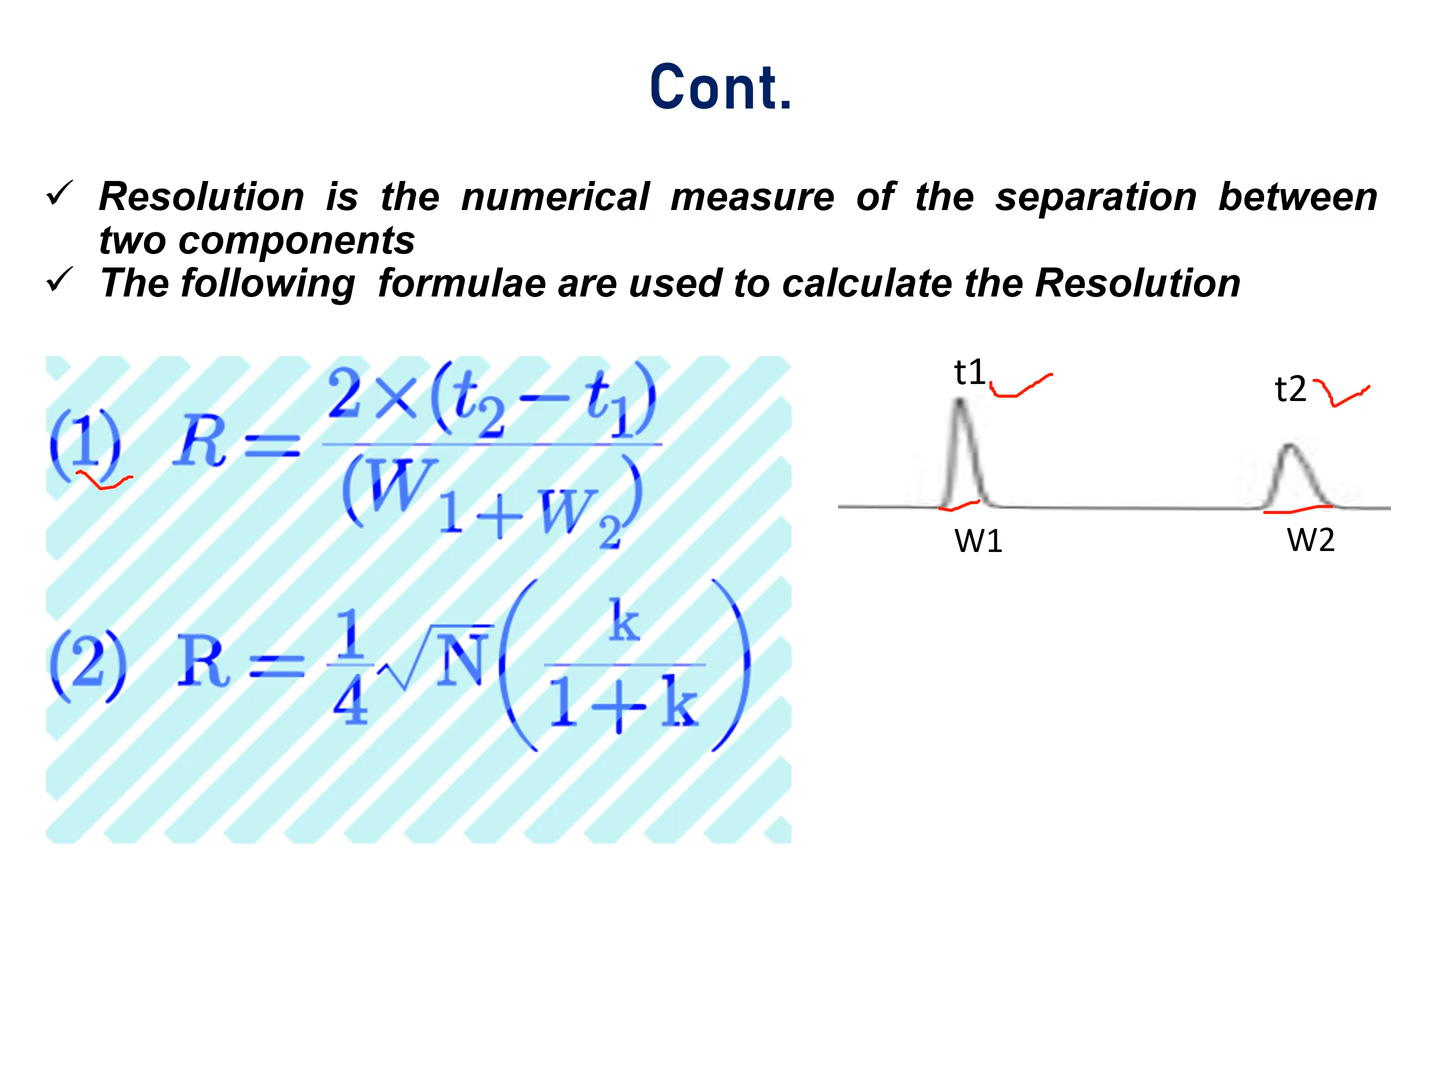 Cont.
✓ Resolution is the numerical measure of the separation between
two components
✓ The following formulae are used to calculate the Resolution
(1) R = 2×(t₂−t₁) / (W₁₊W₂)
(2) R = 1/4 √N (k / 1+k)
t1
t2
W1
W2